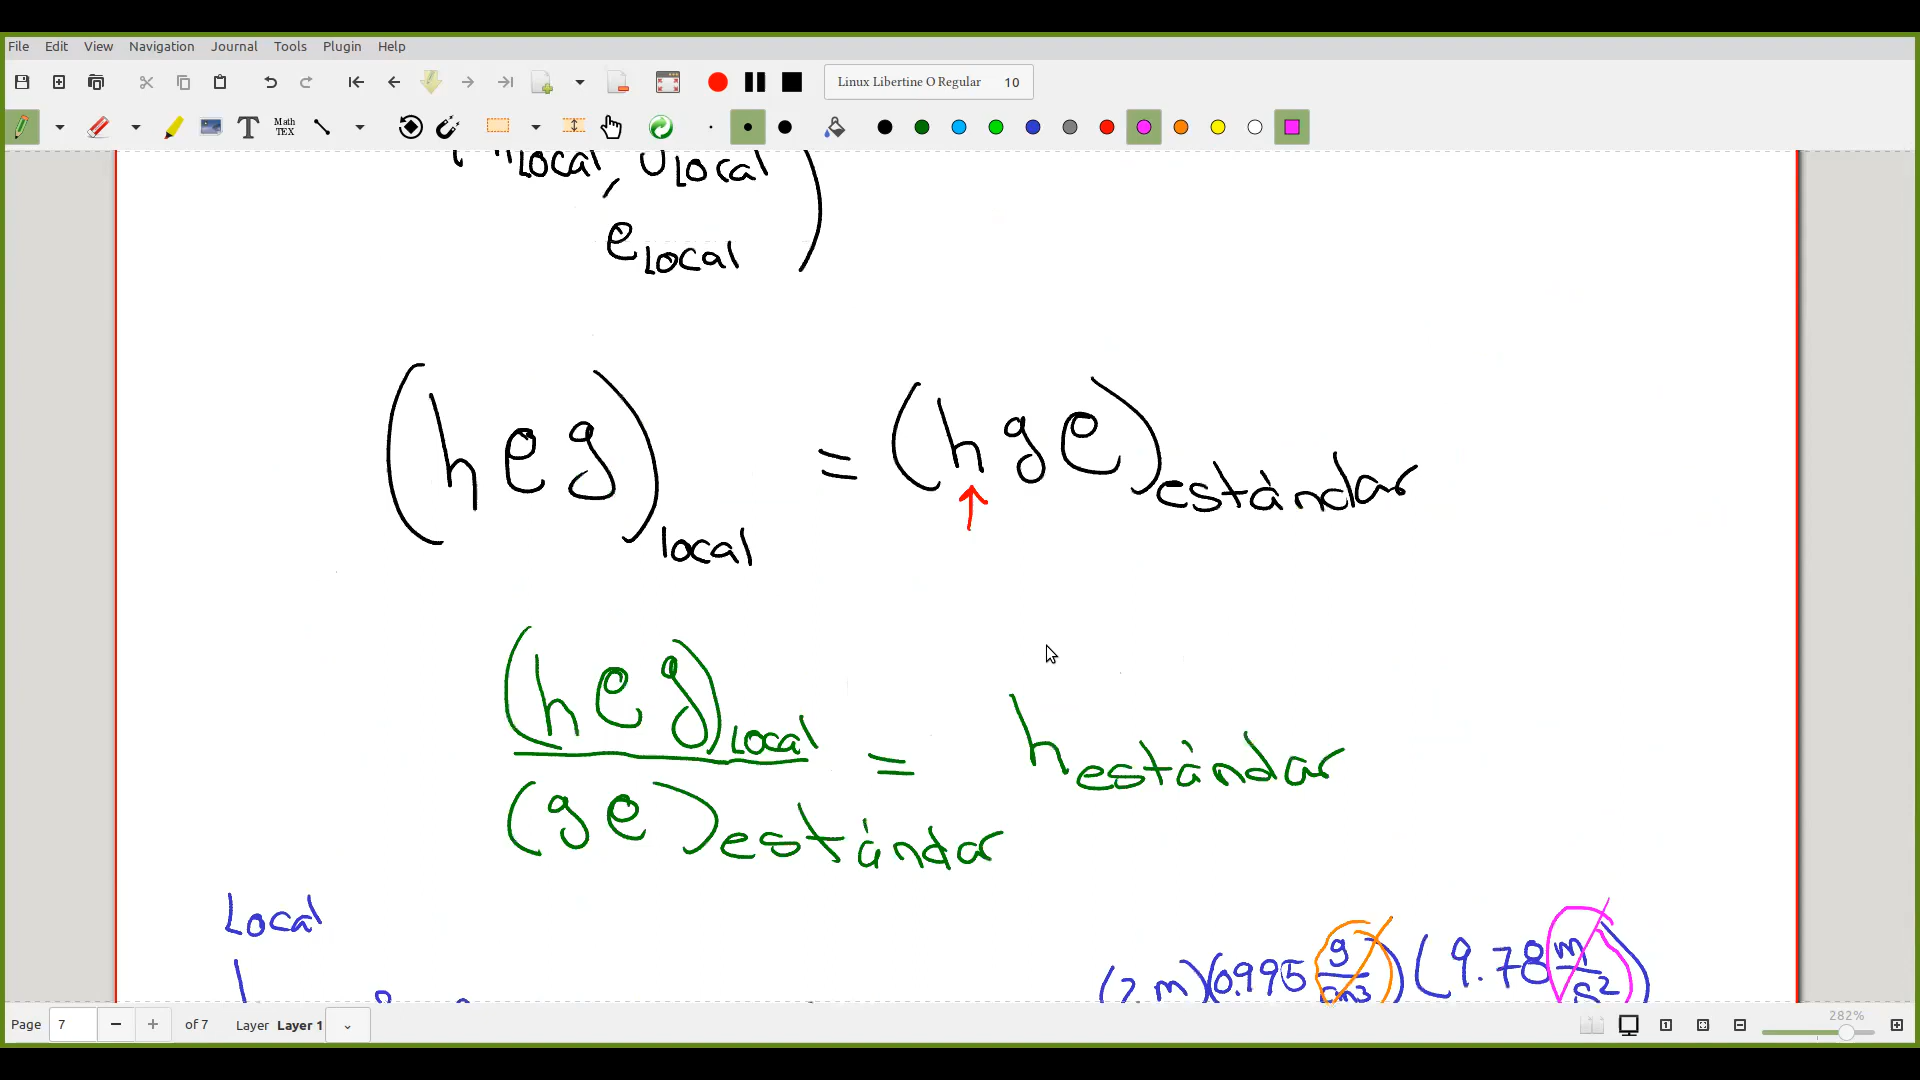 File Edit View Navigation Journal Tools Plugin Help
Linux Libertine O Regular 10
T Math TEX
Local, Local
e Local
(h e g) local = (h g e) estándar
(h e g) Local
= h estándar
(g e) estándar
Local
(2 m) (0.995 g/cm3) (9.78 m/s2)
Page 7 of 7 Layer Layer 1 282%